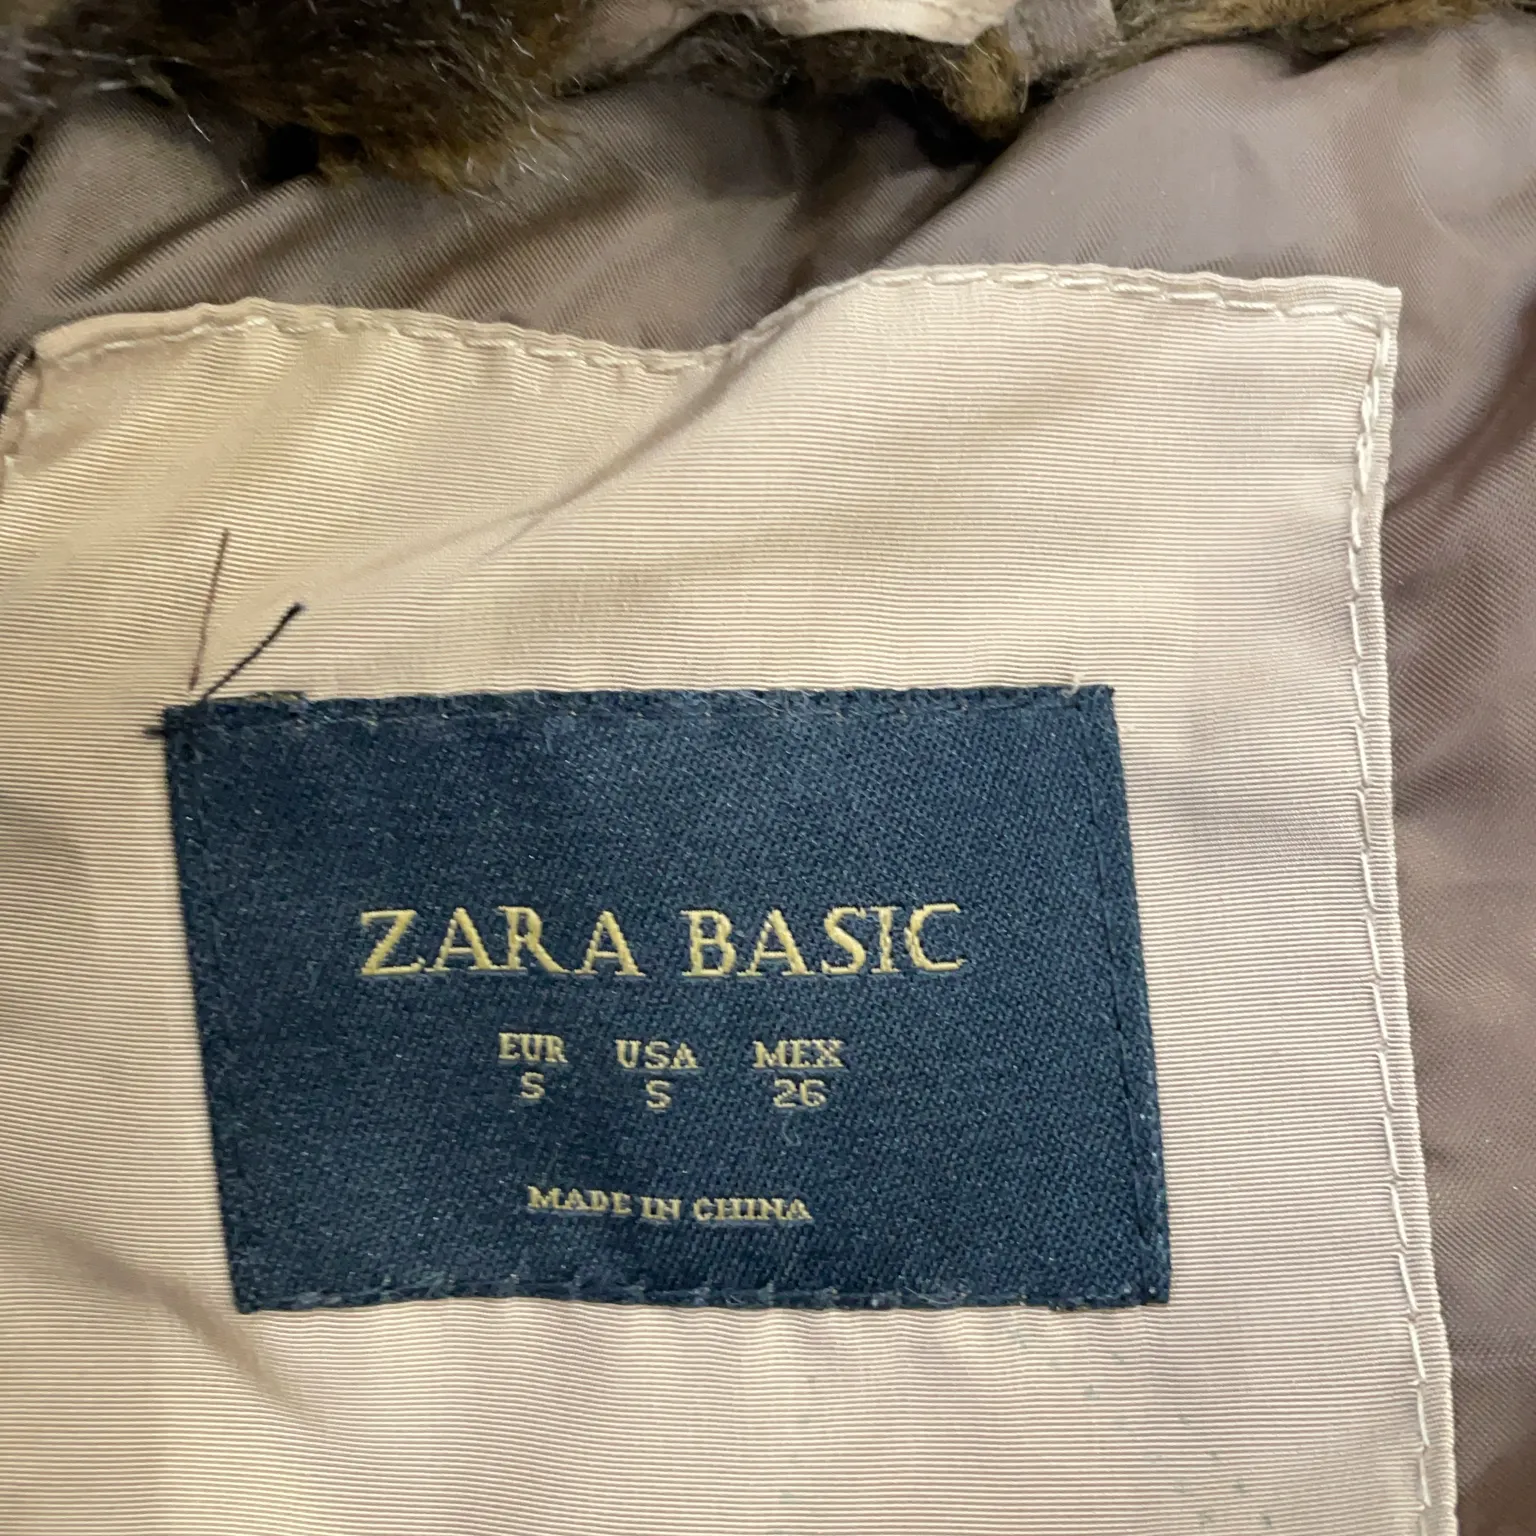 ZARA BASIC
EUR USA MEX
S S 26
MADE IN CHINA